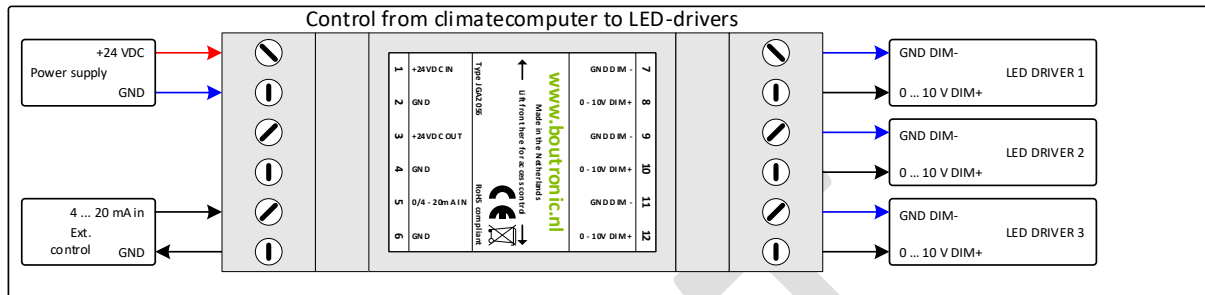 Control from climatecomputer to LED-drivers
+24 VDC
Power supply
GND
4 ... 20 mA in
Ext.
control
GND
1 +24VDC IN
2 GND
3 +24VDC OUT
4 GND
5 0/4 - 20mA IN
6 GND
Type JGA2056
RoHS compliant
Lift front here for access control
Made in the Netherlands
www.boutronic.nl
CE
GND DIM - 7
0 - 10V DIM+ 8
GND DIM - 9
0 - 10V DIM+ 10
GND DIM - 11
0 - 10V DIM+ 12
GND DIM-
LED DRIVER 1
0 ... 10 V DIM+
GND DIM-
LED DRIVER 2
0 ... 10 V DIM+
GND DIM-
LED DRIVER 3
0 ... 10 V DIM+